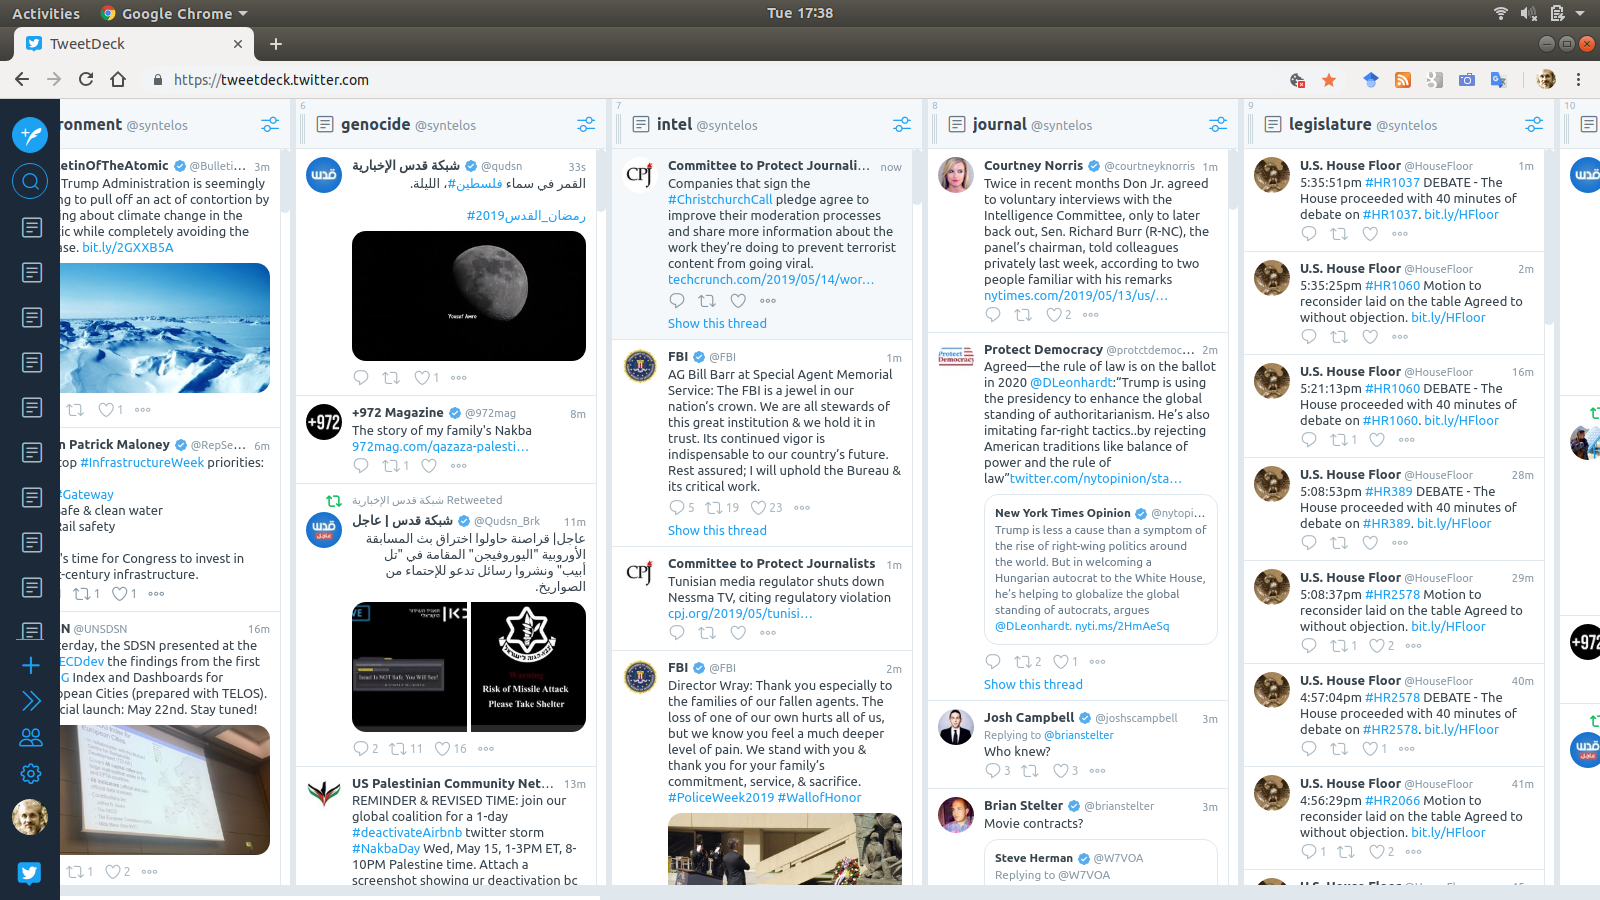 Activities
Google Chrome
Tue 17:38
TweetDeck
https://tweetdeck.twitter.com
ronment @syntelos
letinOfTheAtomic @Bulleti... 3m
Trump Administration is seemingly
ng to pull off an act of contortion by
ing about climate change in the
tic while completely avoiding the
ase. bit.ly/2GXXB5A
1
n Patrick Maloney @RepSe... 6m
top #InfrastructureWeek priorities:
#Gateway
afe & clean water
tail safety
's time for Congress to invest in
t-century infrastructure.
1 1
N @UNSDSN 16m
terday, the SDSN presented at the
ECDdev the findings from the first
G Index and Dashboards for
opean Cities (prepared with TELOS).
cial launch: May 22nd. Stay tuned!
1 2
6
genocide @syntelos
شبكة قدس الإخبارية @qudsn 33s
القمر في سماء فلسطين#، الليلة.
#رمضان_القدس2019
Yousef Amro
1
+972 +972 Magazine @972mag 8m
The story of my family's Nakba
972mag.com/qazaza-palesti...
1
شبكة قدس الإخبارية Retweeted
شبكة قدس | عاجل @Qudsn_Brk 11m
عاجل| قراصنة حاولوا اختراق بث المسابقة
الأوروبية "اليوروفيجن" المقامة في "تل
أبيب" ونشروا رسائل تدعو للإحتماء من
الصواريخ.
Israel is NOT Safe. You Will See!
Warning
Risk of Missile Attack
Please Take Shelter
2 11 16
US Palestinian Community Net... 13m
REMINDER & REVISED TIME: join our
global coalition for a 1-day
#deactivateAirbnb twitter storm
#NakbaDay Wed, May 15, 1-3PM ET, 8-
10PM Palestine time. Attach a
screenshot showing ur deactivation bc
7
intel @syntelos
CPJ Committee to Protect Journali... now
Companies that sign the
#ChristchurchCall pledge agree to
improve their moderation processes
and share more information about the
work they're doing to prevent terrorist
content from going viral.
techcrunch.com/2019/05/14/wor...
Show this thread
FBI @FBI 1m
AG Bill Barr at Special Agent Memorial
Service: The FBI is a jewel in our
nation's crown. We are all stewards of
this great institution & we hold it in
trust. Its continued vigor is
indispensable to our country's future.
Rest assured; I will uphold the Bureau &
its critical work.
5 19 23
Show this thread
CPJ Committee to Protect Journalists 1m
Tunisian media regulator shuts down
Nessma TV, citing regulatory violation
cpj.org/2019/05/tunisi...
FBI @FBI 2m
Director Wray: Thank you especially to
the families of our fallen agents. The
loss of one of our own hurts all of us,
but we know you feel a much deeper
level of pain. We stand with you &
thank you for your family's
commitment, service, & sacrifice.
#PoliceWeek2019 #WallofHonor
8
journal @syntelos
Courtney Norris @courtneyknorris 1m
Twice in recent months Don Jr. agreed
to voluntary interviews with the
Intelligence Committee, only to later
back out, Sen. Richard Burr (R-NC), the
panel's chairman, told colleagues
privately last week, according to two
people familiar with his remarks
nytimes.com/2019/05/13/us/...
2
Protect Democracy Protect Democracy @protctdemoc... 2m
Agreed—the rule of law is on the ballot
in 2020 @DLeonhardt:“Trump is using
the presidency to enhance the global
standing of authoritarianism. He's also
imitating far-right tactics..by rejecting
American traditions like balance of
power and the rule of
law”twitter.com/nytopinion/sta...
New York Times Opinion @nytopi...
Trump is less a cause than a symptom of
the rise of right-wing politics around
the world. But in welcoming a
Hungarian autocrat to the White House,
he's helping to globalize the global
standing of autocrats, argues
@DLeonhardt. nyti.ms/2HmAeSq
2 1
Show this thread
Josh Campbell @joshscampbell 3m
Replying to @brianstelter
Who knew?
3 3
Brian Stelter @brianstelter 3m
Movie contracts?
Steve Herman @W7VOA
Replying to @W7VOA
9
legislature @syntelos
U.S. House Floor @HouseFloor 1m
5:35:51pm #HR1037 DEBATE - The
House proceeded with 40 minutes of
debate on #HR1037. bit.ly/HFloor
U.S. House Floor @HouseFloor 2m
5:35:25pm #HR1060 Motion to
reconsider laid on the table Agreed to
without objection. bit.ly/HFloor
U.S. House Floor @HouseFloor 16m
5:21:13pm #HR1060 DEBATE - The
House proceeded with 40 minutes of
debate on #HR1060. bit.ly/HFloor
1
U.S. House Floor @HouseFloor 28m
5:08:53pm #HR389 DEBATE - The
House proceeded with 40 minutes of
debate on #HR389. bit.ly/HFloor
U.S. House Floor @HouseFloor 29m
5:08:37pm #HR2578 Motion to
reconsider laid on the table Agreed to
without objection. bit.ly/HFloor
1 2
U.S. House Floor @HouseFloor 40m
4:57:04pm #HR2578 DEBATE - The
House proceeded with 40 minutes of
debate on #HR2578. bit.ly/HFloor
1
U.S. House Floor @HouseFloor 41m
4:56:29pm #HR2066 Motion to
reconsider laid on the table Agreed to
without objection. bit.ly/HFloor
1 2
10
+972